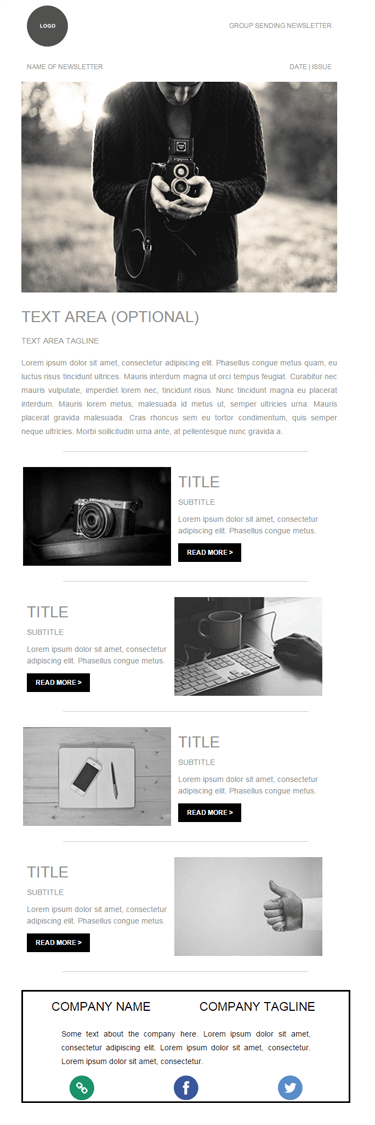 LOGO
GROUP SENDING NEWSLETTER
NAME OF NEWSLETTER
DATE | ISSUE
TEXT AREA (OPTIONAL)
TEXT AREA TAGLINE
Lorem ipsum dolor sit amet, consectetur adipiscing elit. Phasellus congue metus quam, eu
luctus risus tincidunt ultrices. Mauris interdum magna ut orci tempus feugiat. Curabitur nec
mauris vulputate, imperdiet lorem nec, tincidunt risus. Nunc tincidunt magna eu placerat
interdum. Mauris lorem metus, malesuada id metus ut, semper ultricies urna. Mauris
placerat gravida malesuada. Cras rhoncus sem eu tortor condimentum, quis semper
neque ultricies. Morbi sollicitudin urna ante, at pellentesque nunc gravida a.
TITLE
SUBTITLE
Lorem ipsum dolor sit amet, consectetur
adipiscing elit. Phasellus congue metus.
READ MORE >
TITLE
SUBTITLE
Lorem ipsum dolor sit amet, consectetur
adipiscing elit. Phasellus congue metus.
READ MORE >
TITLE
SUBTITLE
Lorem ipsum dolor sit amet, consectetur
adipiscing elit. Phasellus congue metus.
READ MORE >
TITLE
SUBTITLE
Lorem ipsum dolor sit amet, consectetur
adipiscing elit. Phasellus congue metus.
READ MORE >
COMPANY NAME
COMPANY TAGLINE
Some text about the company here. Lorem ipsum dolor sit amet,
consectetur adipiscing elit. Lorem ipsum dolor sit amet, consectetur.
Lorem ipsum dolor sit amet, consectetur.